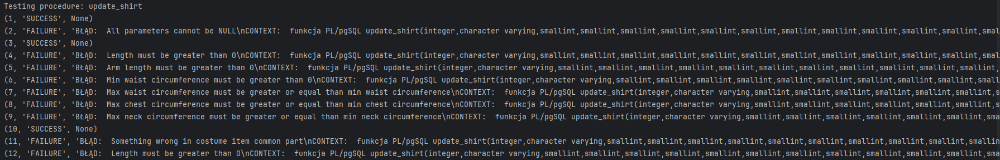 Testing procedure: update_shirt
(1, 'SUCCESS', None)
(2, 'FAILURE', 'BŁĄD:  All parameters cannot be NULL\nCONTEXT:  funkcja PL/pgSQL update_shirt(integer,character varying,smallint,smallint,smallint,smallint,smallint,smallint,smallint,smallint,smallint,smallint,smal
(3, 'SUCCESS', None)
(4, 'FAILURE', 'BŁĄD:  Length must be greater than 0\nCONTEXT:  funkcja PL/pgSQL update_shirt(integer,character varying,smallint,smallint,smallint,smallint,smallint,smallint,smallint,smallint,smallint,smallint,smallint,smal
(5, 'FAILURE', 'BŁĄD:  Arm length must be greater than 0\nCONTEXT:  funkcja PL/pgSQL update_shirt(integer,character varying,smallint,smallint,smallint,smallint,smallint,smallint,smallint,smallint,smallint,smallint,smallint,
(6, 'FAILURE', 'BŁĄD:  Min waist circumference must be greater than 0\nCONTEXT:  funkcja PL/pgSQL update_shirt(integer,character varying,smallint,smallint,smallint,smallint,smallint,smallint,smallint,smallint,smallint,small
(7, 'FAILURE', 'BŁĄD:  Max waist circumference must be greater or equal than min waist circumference\nCONTEXT:  funkcja PL/pgSQL update_shirt(integer,character varying,smallint,smallint,smallint,smallint,smallint,smallint,s
(8, 'FAILURE', 'BŁĄD:  Max chest circumference must be greater or equal than min chest circumference\nCONTEXT:  funkcja PL/pgSQL update_shirt(integer,character varying,smallint,smallint,smallint,smallint,smallint,smallint,s
(9, 'FAILURE', 'BŁĄD:  Max neck circumference must be greater or equal than min neck circumference\nCONTEXT:  funkcja PL/pgSQL update_shirt(integer,character varying,smallint,smallint,smallint,smallint,smallint,smallint,sma
(10, 'SUCCESS', None)
(11, 'FAILURE', 'BŁĄD:  Something wrong in costume item common part\nCONTEXT:  funkcja PL/pgSQL update_shirt(integer,character varying,smallint,smallint,smallint,smallint,smallint,smallint,smallint,smallint,smallint,smallin
(12, 'FAILURE', 'BŁĄD:  Length must be greater than 0\nCONTEXT:  funkcja PL/pgSQL update_shirt(integer,character varying,smallint,smallint,smallint,smallint,smallint,smallint,smallint,smallint,smallint,smallint,smallint,sma